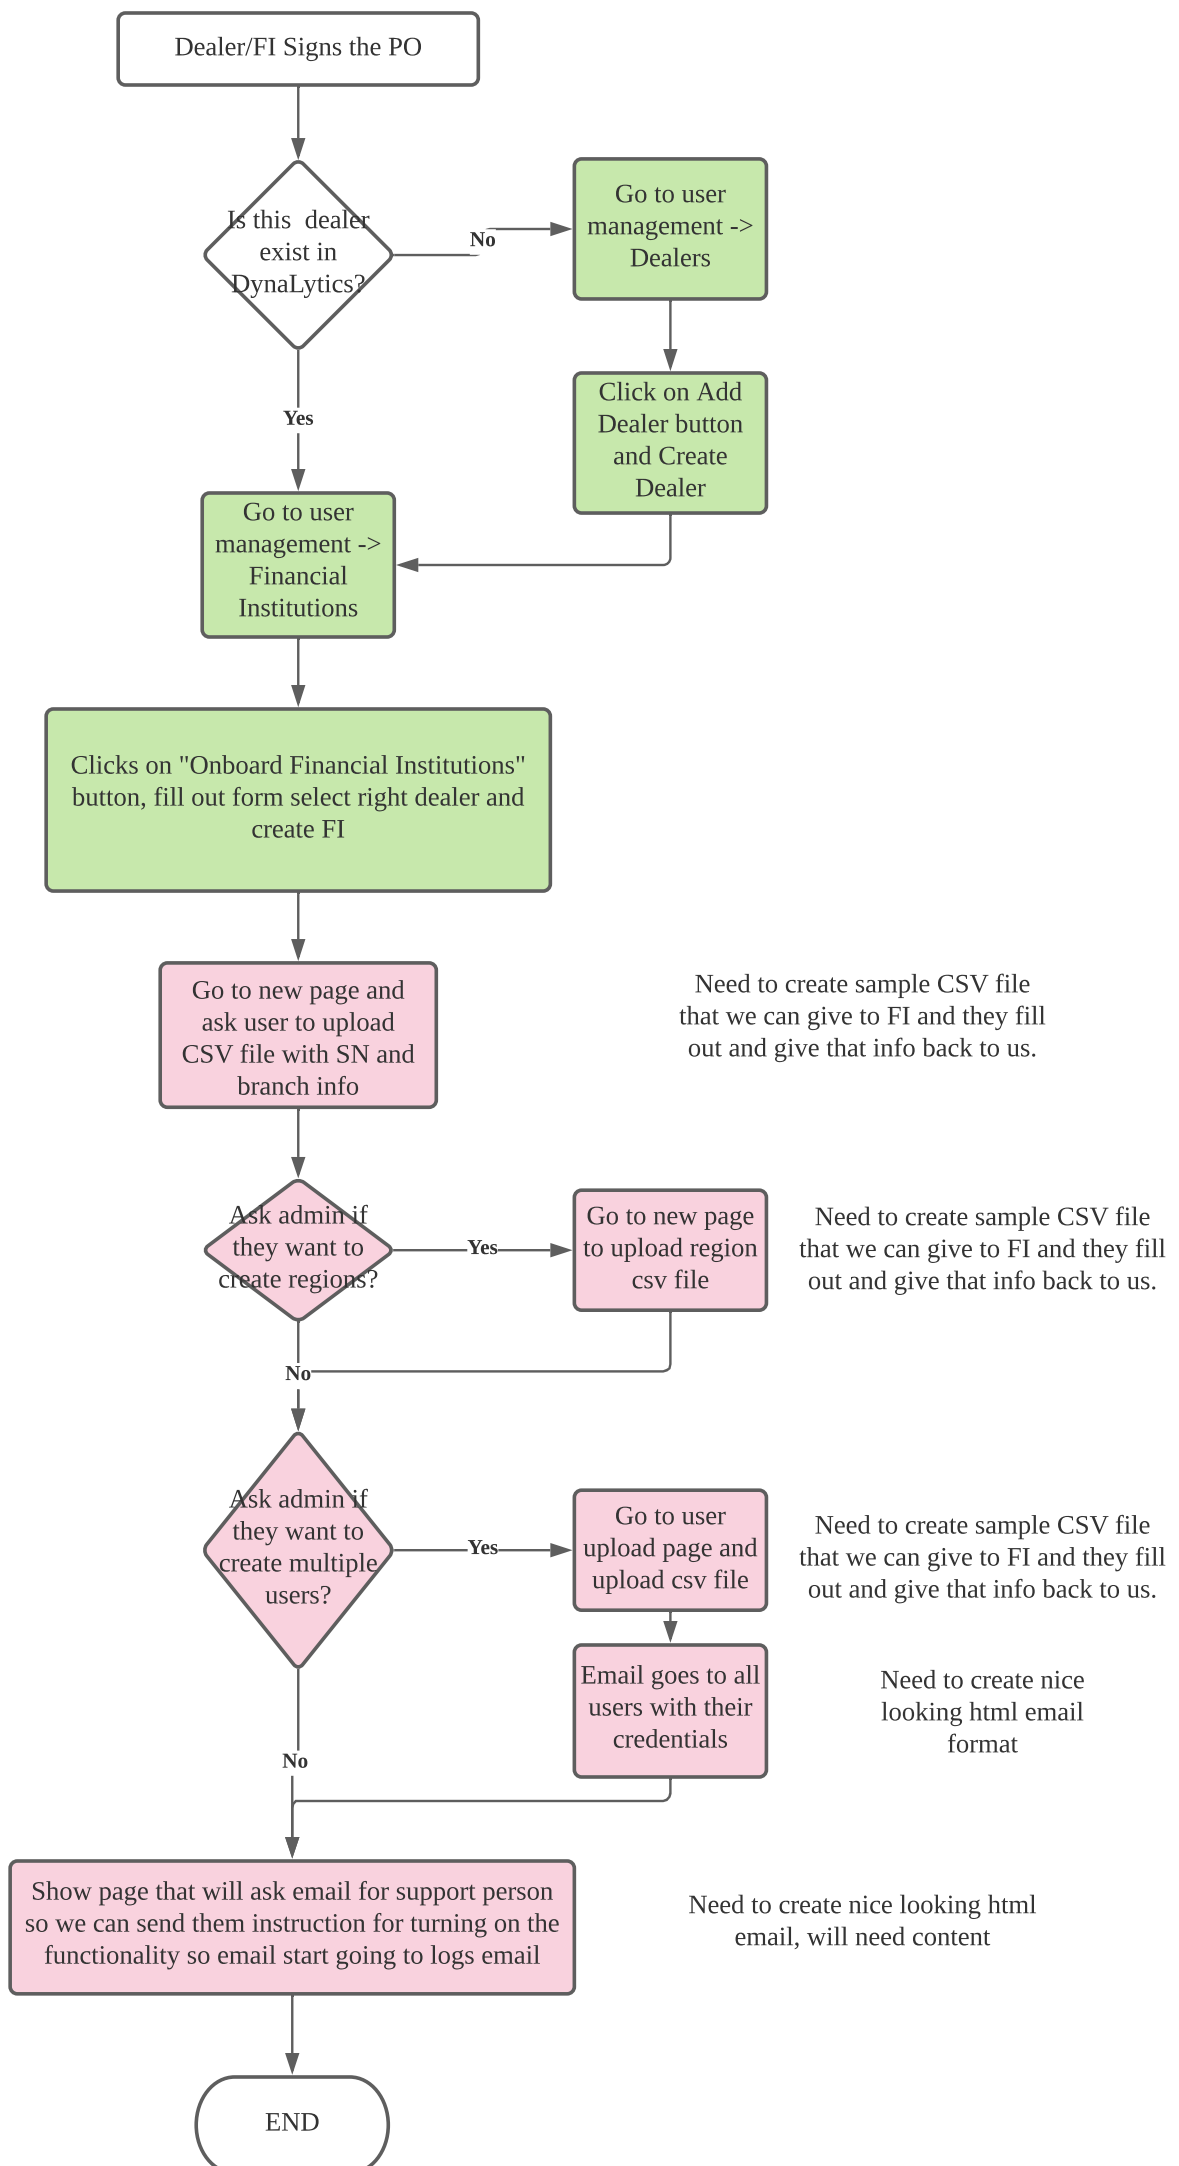 Dealer/FI Signs the PO
Is this  dealer
exist in
DynaLytics?
No
Go to user
management ->
Dealers
Click on Add
Dealer button
and Create
Dealer
Yes
Go to user
management ->
Financial
Institutions
Clicks on "Onboard Financial Institutions"
button, fill out form select right dealer and
create FI
Go to new page and
ask user to upload
CSV file with SN and
branch info
Need to create sample CSV file
that we can give to FI and they fill
out and give that info back to us.
Ask admin if
they want to
create regions?
Yes
Go to new page
to upload region
csv file
Need to create sample CSV file
that we can give to FI and they fill
out and give that info back to us.
No
Ask admin if
they want to
create multiple
users?
Yes
Go to user
upload page and
upload csv file
Need to create sample CSV file
that we can give to FI and they fill
out and give that info back to us.
Email goes to all
users with their
credentials
Need to create nice
looking html email
format
No
Show page that will ask email for support person
so we can send them instruction for turning on the
functionality so email start going to logs email
Need to create nice looking html
email, will need content
END